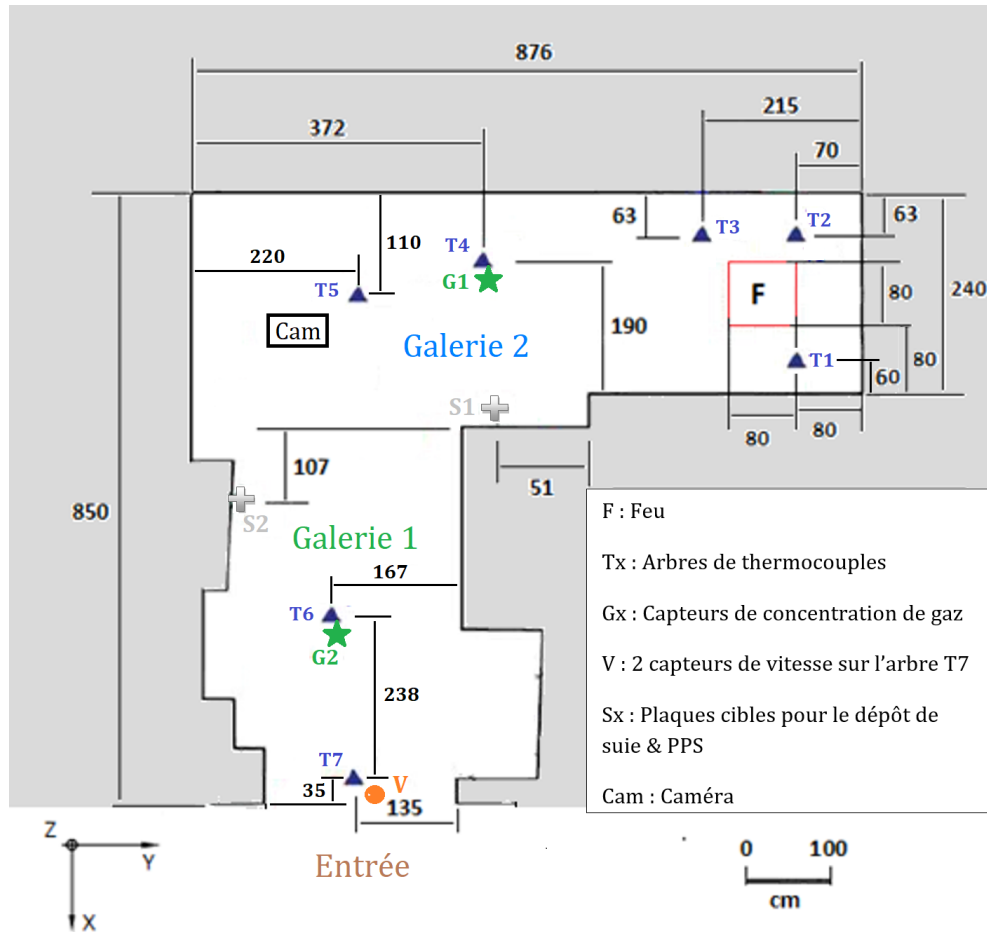 876
215
372
70
63
T3
T2
63
110
T4
220
G1
T5
F
80
240
Cam
190
Galerie 2
T1
80
60
S1
80
80
107
51
850
S2
Galerie 1
167
T6
G2
238
T7
V
35
135
Entrée
F : Feu
Tx : Arbres de thermocouples
Gx : Capteurs de concentration de gaz
V : 2 capteurs de vitesse sur l’arbre T7
Sx : Plaques cibles pour le dépôt de
suie & PPS
Cam : Caméra
Z
Y
X
0 100
cm